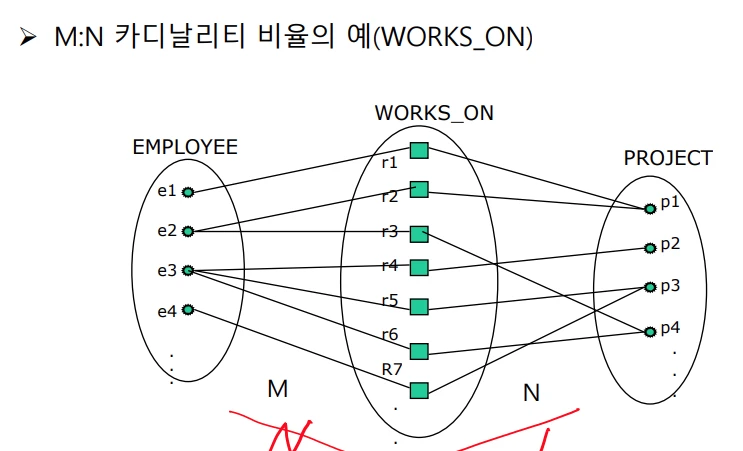 ➢ M:N 카디날리티 비율의 예(WORKS_ON)
WORKS_ON
EMPLOYEE
PROJECT
r1
e1
r2
p1
e2
r3
p2
e3
r4
p3
r5
e4
p4
r6
R7
M
N